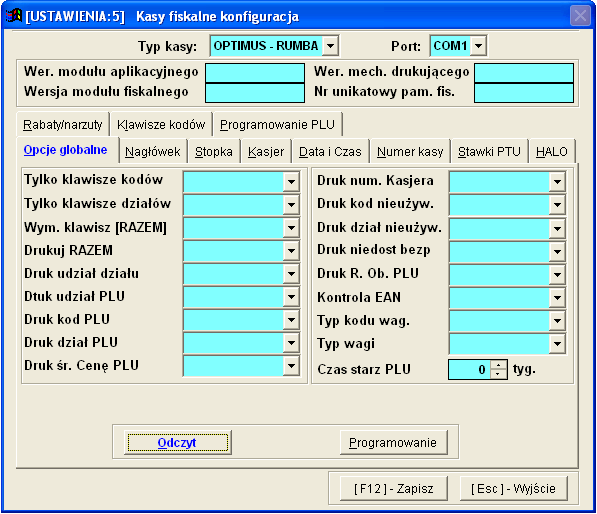 [USTAWIENIA:5] Kasy fiskalne konfiguracja
Typ kasy: OPTIMUS - RUMBA Port: COM1
Wer. modułu aplikacyjnego Wer. mech. drukującego
Wersja modułu fiskalnego Nr unikatowy pam. fis.
Rabaty/narzuty Klawisze kodów Programowanie PLU
Opcje globalne Nagłówek Stopka Kasjer Data i Czas Numer kasy Stawki PTU HALO
Tylko klawisze kodów Druk num. Kasjera
Tylko klawisze działów Druk kod nieużyw.
Wym. klawisz [RAZEM] Druk dział nieużyw.
Drukuj RAZEM Druk niedost bezp
Druk udział działu Druk R. Ob. PLU
Dtuk udział PLU Kontrola EAN
Druk kod PLU Typ kodu wag.
Druk dział PLU Typ wagi
Druk śr. Cenę PLU Czas starz PLU 0 tyg.
Odczyt Programowanie
[ F12 ] - Zapisz [ Esc ] - Wyjście